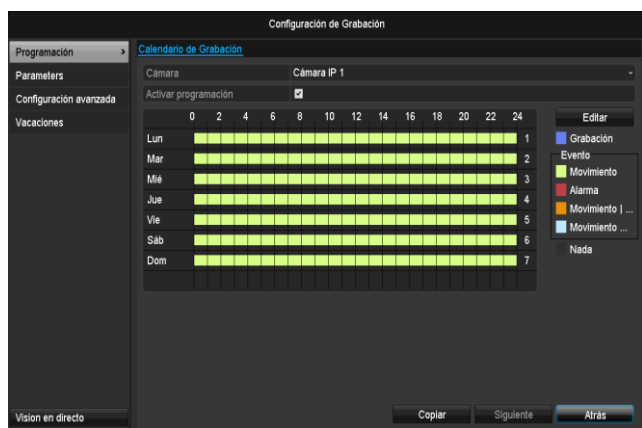 Configuración de Grabación
Programación
Parameters
Configuración avanzada
Vacaciones
Vision en directo
Calendario de Grabación
Cámara Cámara IP 1
Activar programación
0 2 4 6 8 10 12 14 16 18 20 22 24
Lun 1
Mar 2
Mié 3
Jue 4
Vie 5
Sáb 6
Dom 7
Editar
Grabación
Evento
Movimiento
Alarma
Movimiento | ...
Movimiento ...
Nada
Copiar Siguiente Atrás